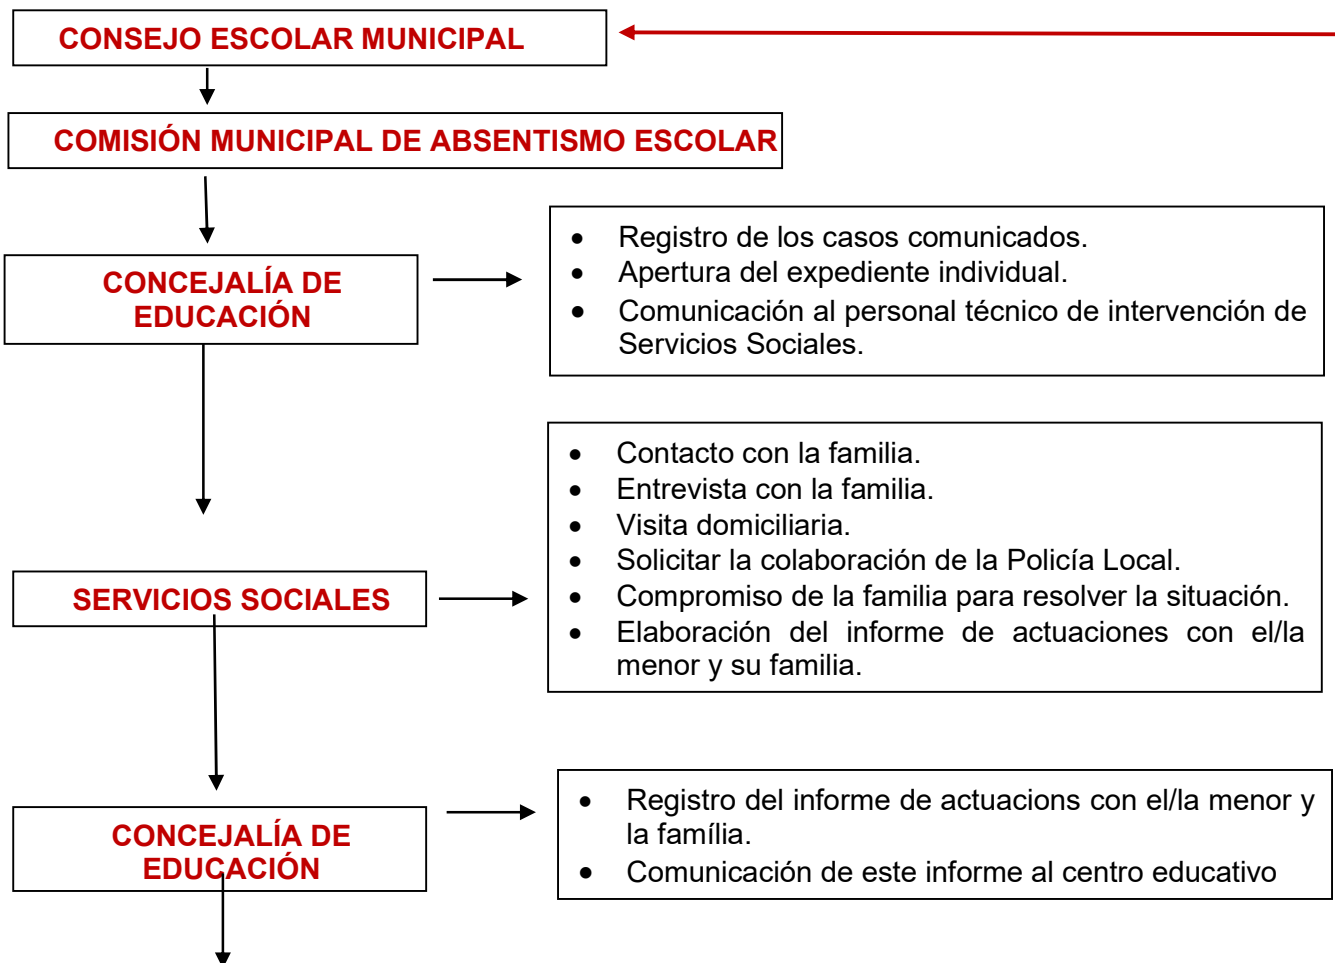 CONSEJO ESCOLAR MUNICIPAL
COMISIÓN MUNICIPAL DE ABSENTISMO ESCOLAR
CONCEJALÍA DE
EDUCACIÓN
• Registro de los casos comunicados.
• Apertura del expediente individual.
• Comunicación al personal técnico de intervención de
Servicios Sociales.
SERVICIOS SOCIALES
• Contacto con la familia.
• Entrevista con la familia.
• Visita domiciliaria.
• Solicitar la colaboración de la Policía Local.
• Compromiso de la familia para resolver la situación.
• Elaboración del informe de actuaciones con el/la
menor y su familia.
CONCEJALÍA DE
EDUCACIÓN
• Registro del informe de actuacions con el/la menor y
la família.
• Comunicación de este informe al centro educativo